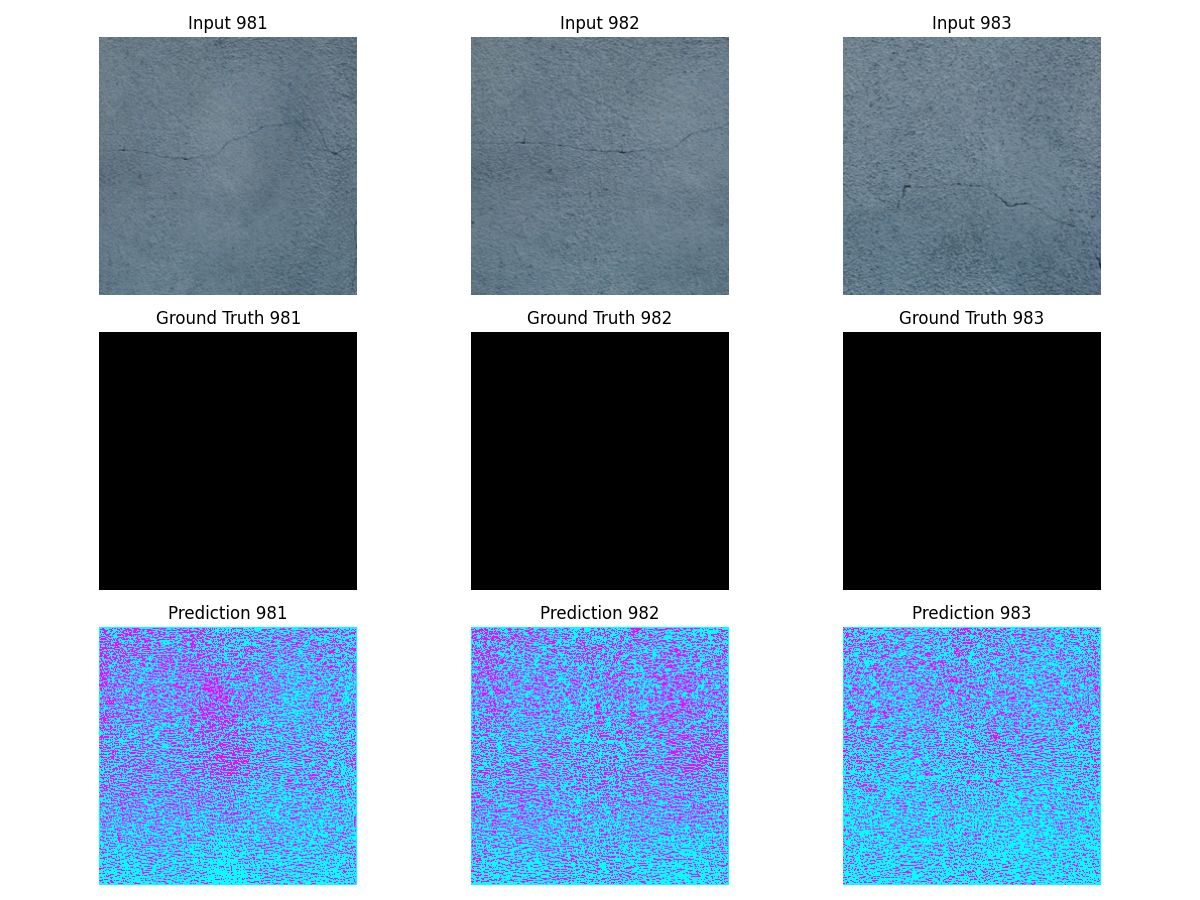 Input 981
Input 982
Input 983
Ground Truth 981
Ground Truth 982
Ground Truth 983
Prediction 981
Prediction 982
Prediction 983